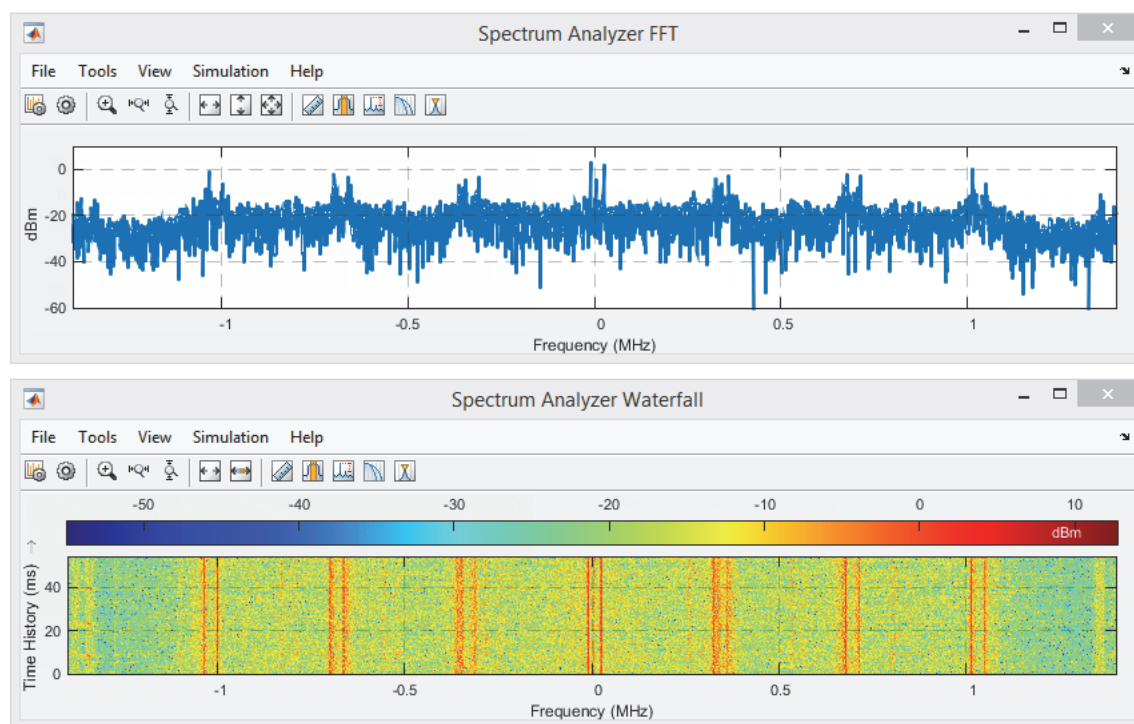 Spectrum Analyzer FFT
File Tools View Simulation Help
0
-20
-40
-60
dBm
-1 -0.5 0 0.5 1
Frequency (MHz)
Spectrum Analyzer Waterfall
File Tools View Simulation Help
-50 -40 -30 -20 -10 0 10
dBm
40
20
0
Time History (ms)
-1 -0.5 0 0.5 1
Frequency (MHz)